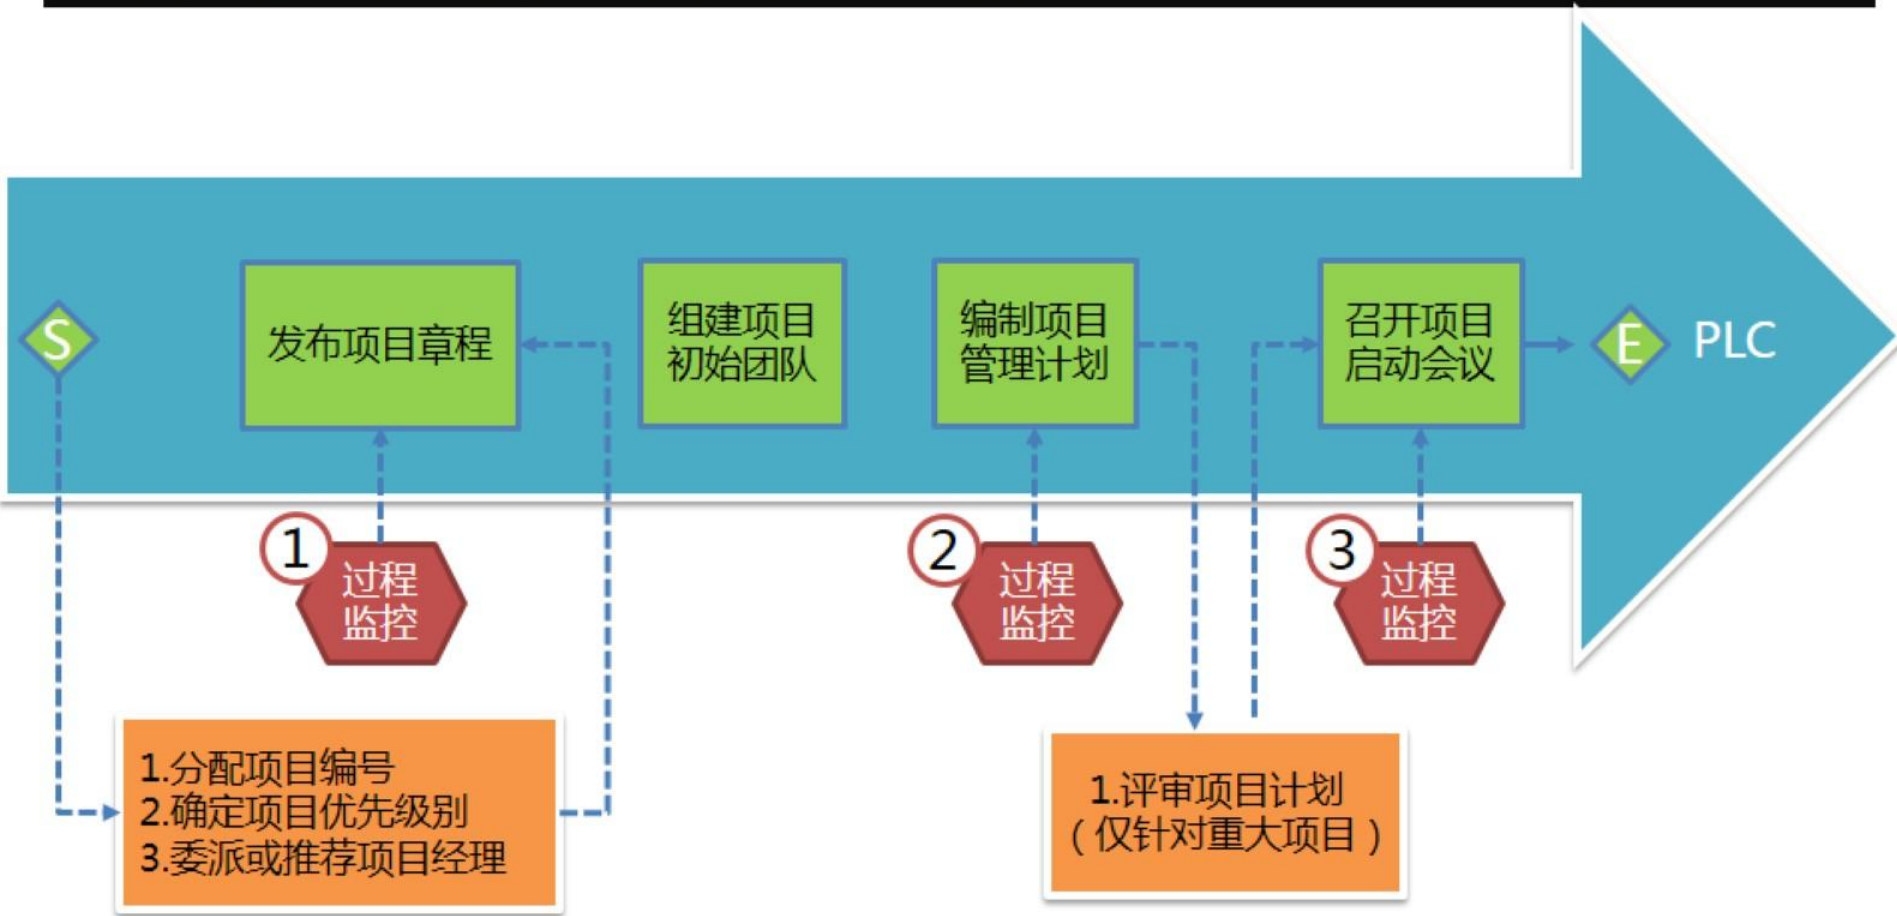 S
发布项目章程
组建项目
初始团队
编制项目
管理计划
召开项目
启动会议
E
PLC
1
过程
监控
2
过程
监控
3
过程
监控
1.分配项目编号
2.确定项目优先级别
3.委派或推荐项目经理
1.评审项目计划
（仅针对重大项目）